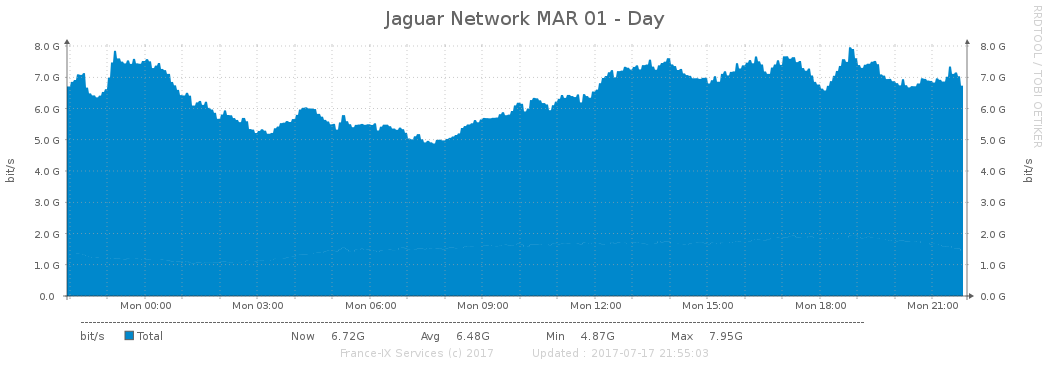 Jaguar Network MAR 01 - Day
RRDTOOL / TOBI OETIKER
bit/s
8.0 G 8.0 G
7.0 G 7.0 G
6.0 G 6.0 G
5.0 G 5.0 G
4.0 G 4.0 G
3.0 G 3.0 G
2.0 G 2.0 G
1.0 G 1.0 G
0.0 0.0 G
bit/s
Mon 00:00 Mon 03:00 Mon 06:00 Mon 09:00 Mon 12:00 Mon 15:00 Mon 18:00 Mon 21:00
bit/s Total Now 6.72G Avg 6.48G Min 4.87G Max 7.95G
France-IX Services (c) 2017 Updated : 2017-07-17 21:55:03